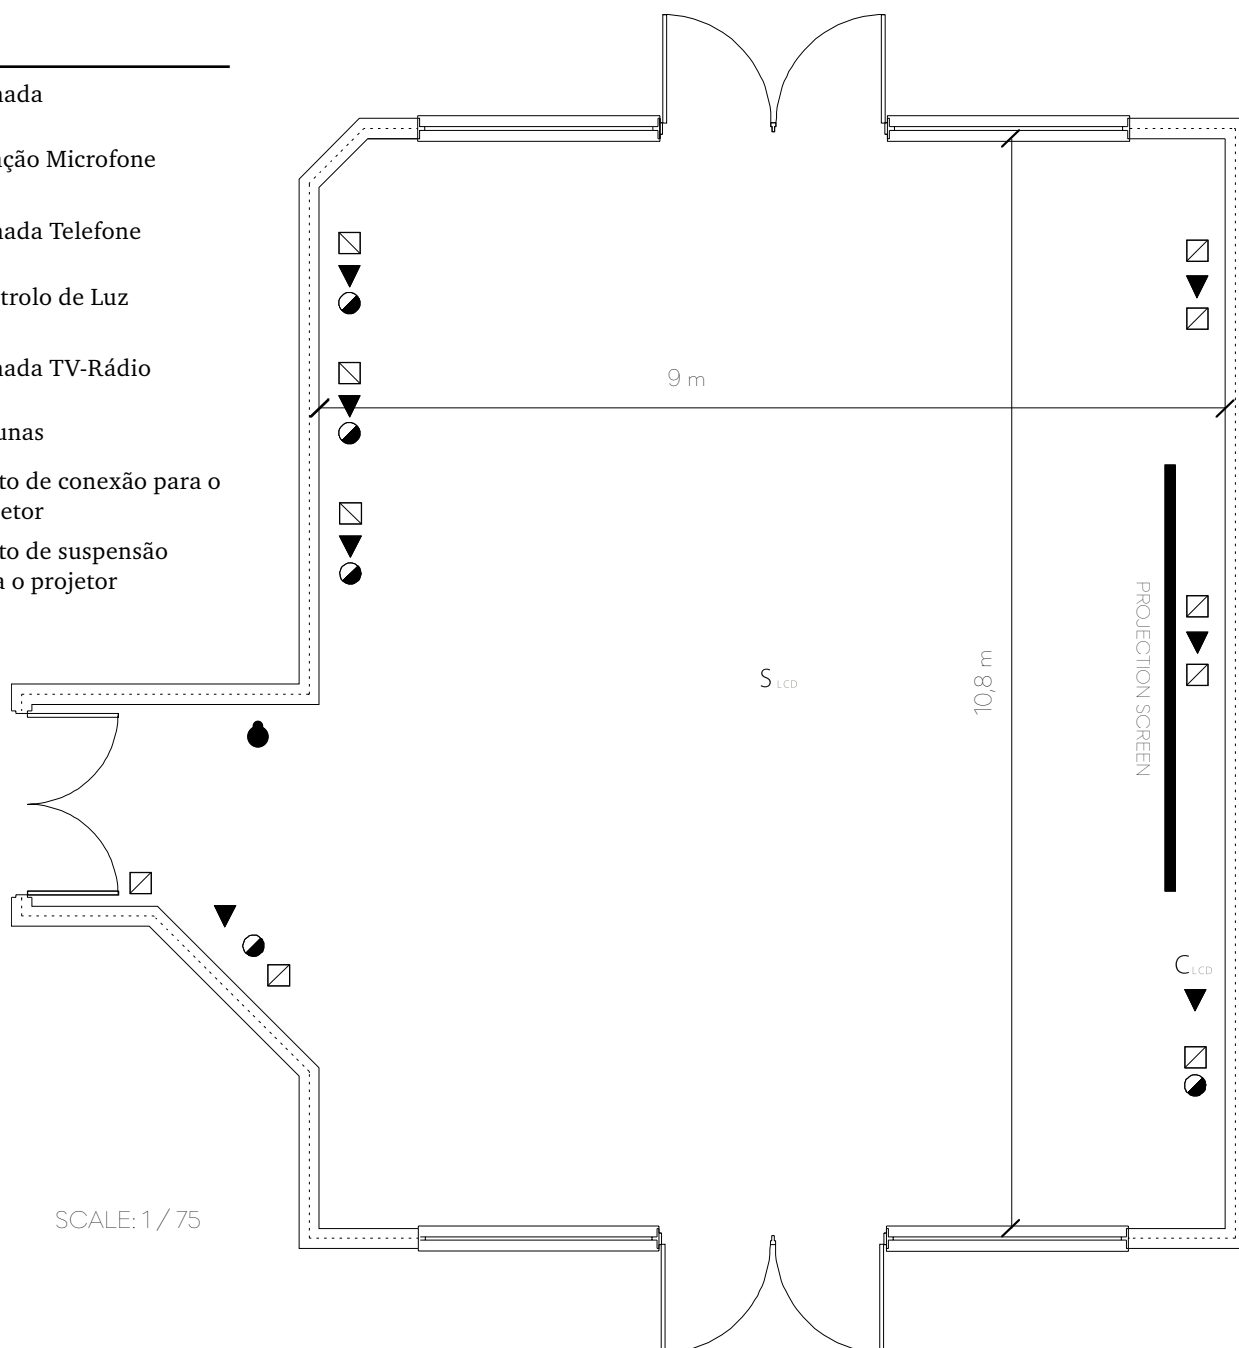 nada
ção Microfone
nada Telefone
trolo de Luz
nada TV-Rádio
unas
to de conexão para o
etor
to de suspensão
a o projetor
9 m
10,8 m
PROJECTION SCREEN
S LCD
C LCD
SCALE: 1 / 75